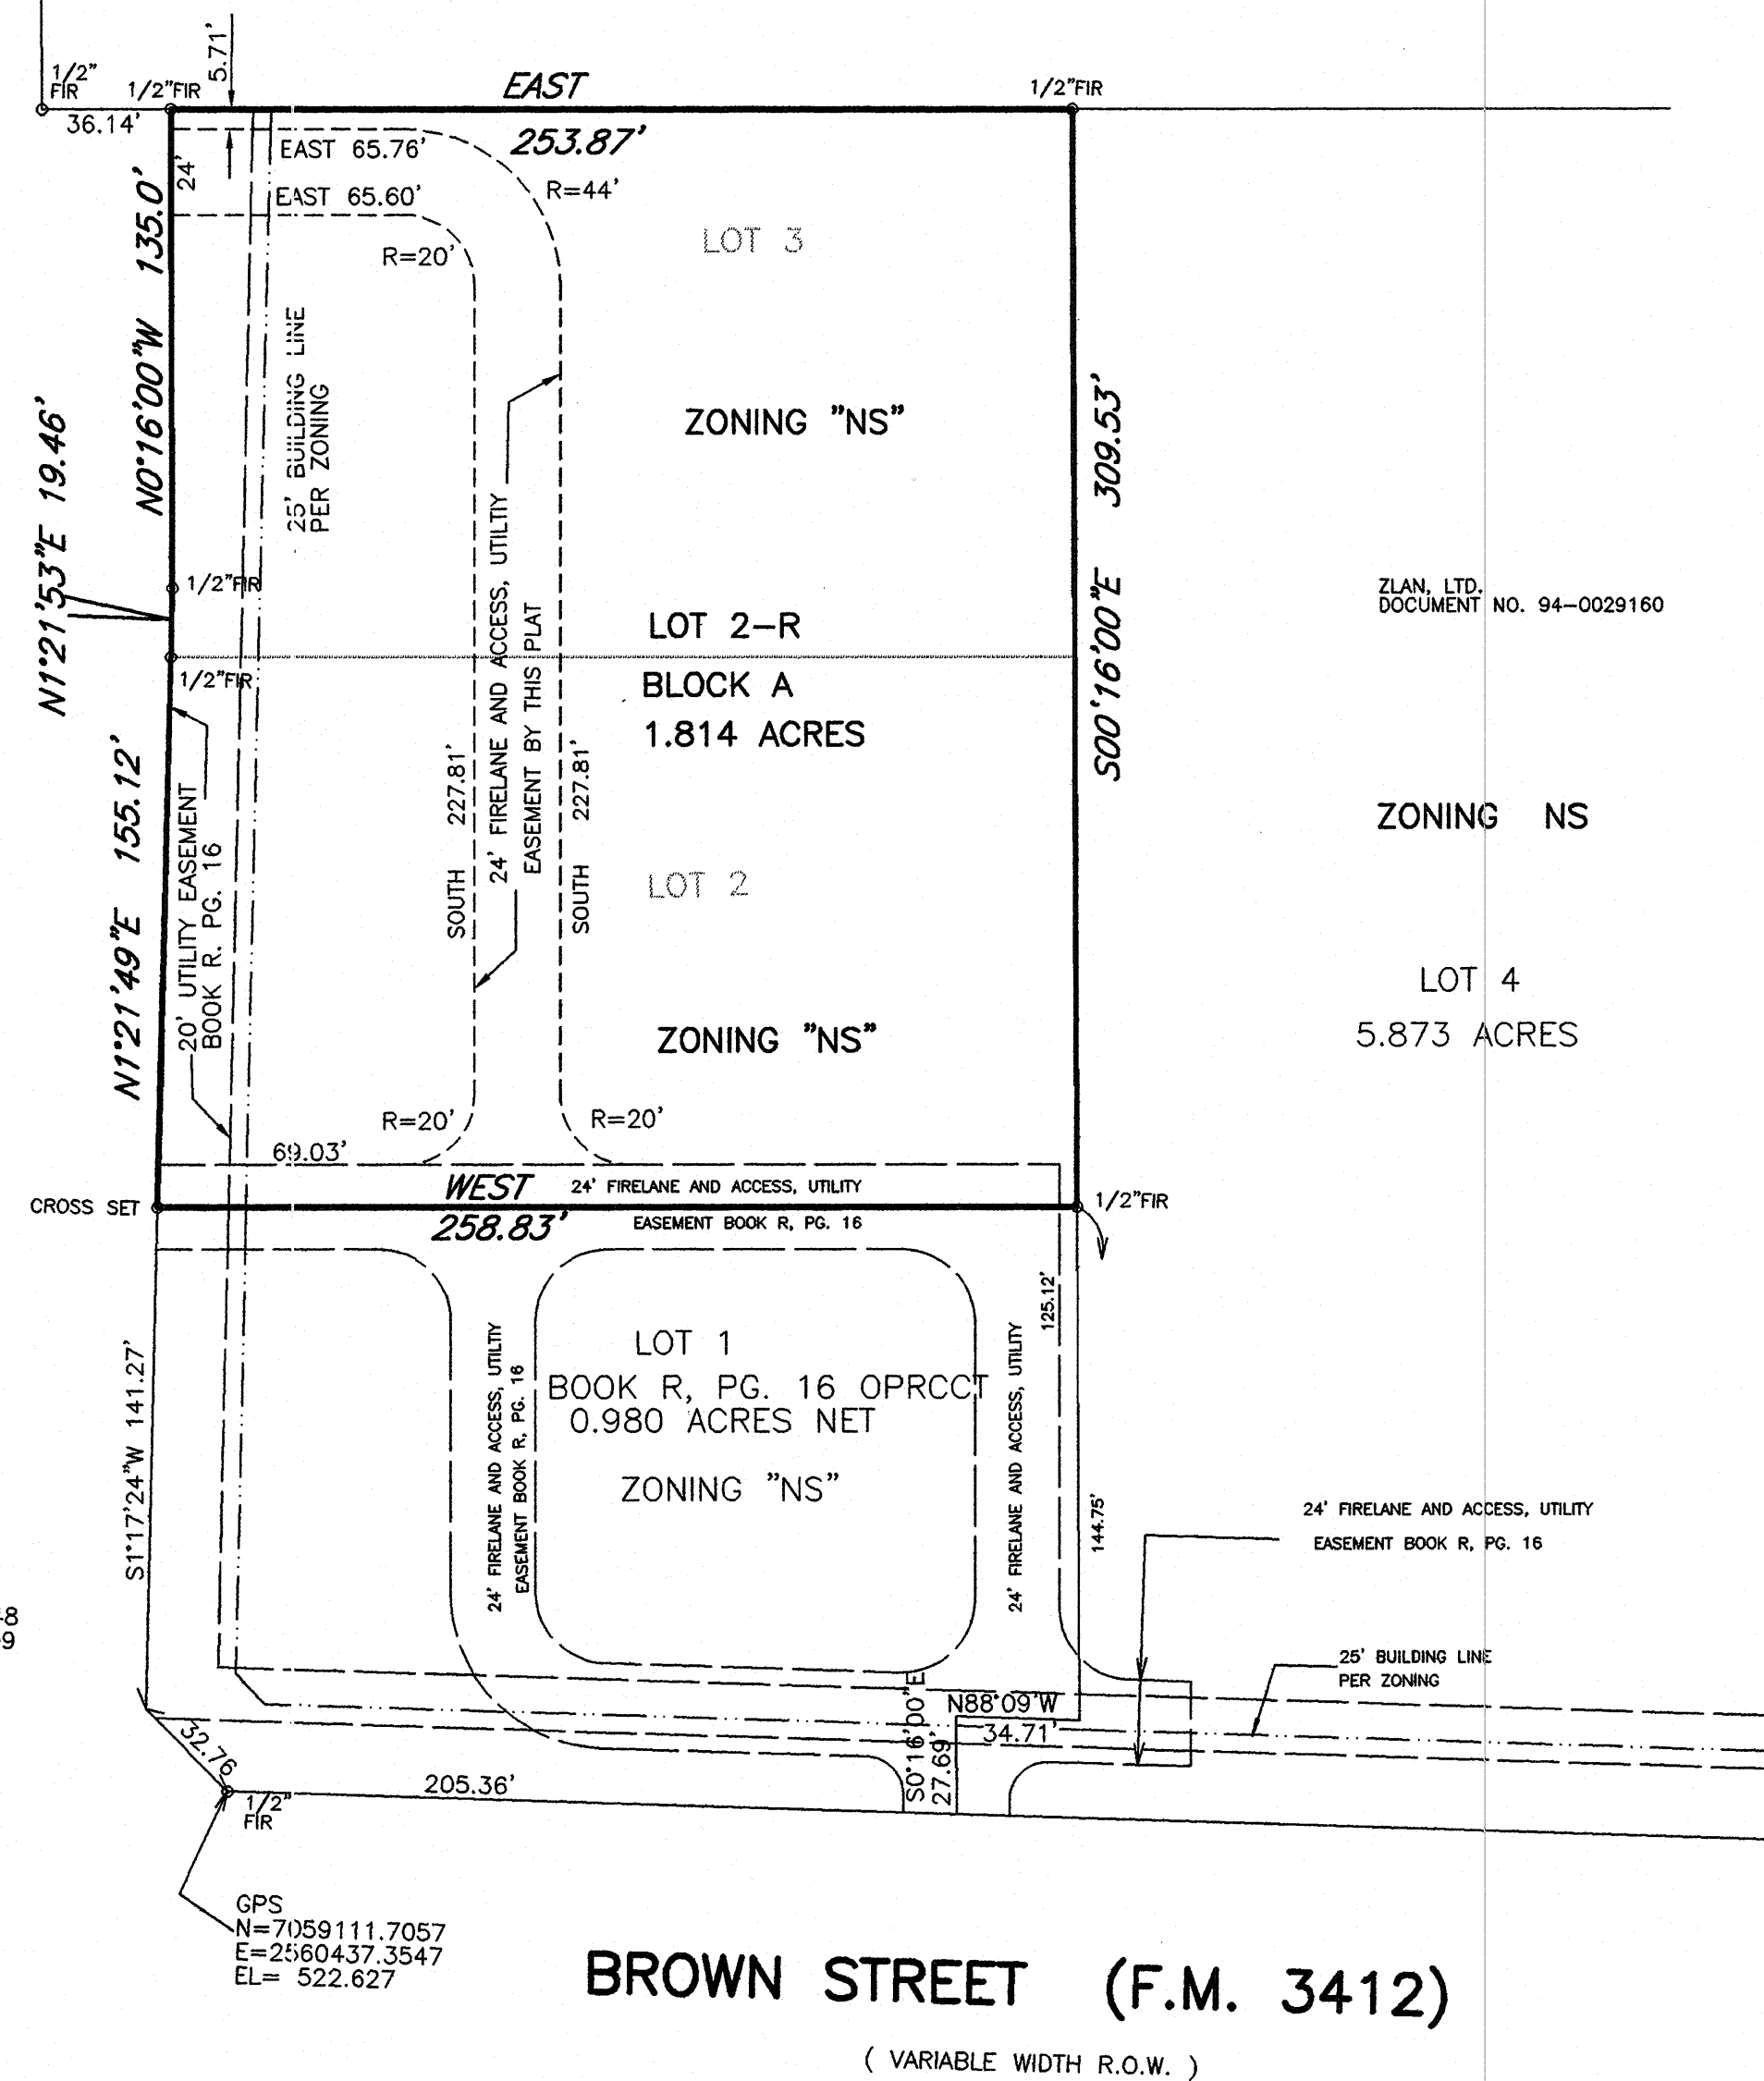 5.71'
1/2"
FIR
1/2"FIR
EAST
1/2"FIR
36.14'
253.87'
24'
EAST 65.76'
R=44'
EAST 65.60'
R=20'
LOT 3
N0°16'00"W 135.0'
25' BUILDING LINE
PER ZONING
ZONING "NS"
N1°21'53"E 19.46'
S00°16'00"E 309.53'
1/2"FIR
ZLAN, LTD.
DOCUMENT NO. 94-0029160
LOT 2-R
1/2"FIR
BLOCK A
1.814 ACRES
24' FIRELANE AND ACCESS, UTILTIY
EASEMENT BY THIS PLAT
SOUTH 227.81'
SOUTH 227.81'
N1°21'49"E 155.12'
20' UTILITY EASEMENT
BOOK R. PG. 16
ZONING NS
LOT 2
LOT 4
5.873 ACRES
ZONING "NS"
R=20'
R=20'
69.03'
WEST
24' FIRELANE AND ACCESS, UTILITY
CROSS SET
1/2"FIR
258.83'
EASEMENT BOOK R, PG. 16
125.12'
LOT 1
BOOK R, PG. 16 OPRCCT
0.980 ACRES NET
ZONING "NS"
S1°17'24"W 141.27'
24' FIRELANE AND ACCESS, UTILTIY
EASEMENT BOOK R, PG. 16
24' FIRELANE AND ACCESS, UTILITY
144.75'
24' FIRELANE AND ACCESS, UTILITY
EASEMENT BOOK R, PG. 16
8
9
25' BUILDING LINE
PER ZONING
N88°09'W
34.71'
S0°16'00"E
27.69'
32.76
205.36'
1/2"
FIR
GPS
N=7059111.7057
E=2560437.3547
EL= 522.627
BROWN STREET (F.M. 3412)
( VARIABLE WIDTH R.O.W. )